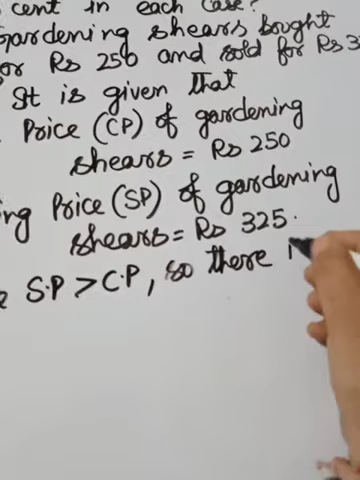 cent in each case?
gardening shears bought
for Rs 250 and sold for Rs 3
It is given that
Price (CP) of gardening
shears = Rs 250
ing Price (SP) of gardening
shears = Rs 325.
S.P > C.P, so there i